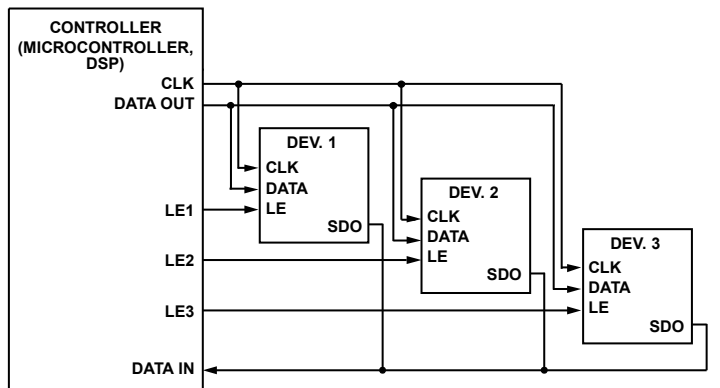 CONTROLLER
(MICROCONTROLLER,
DSP)
CLK
DATA OUT
LE1
LE2
LE3
DATA IN
DEV. 1
CLK
DATA
LE
SDO
DEV. 2
CLK
DATA
LE
SDO
DEV. 3
CLK
DATA
LE
SDO